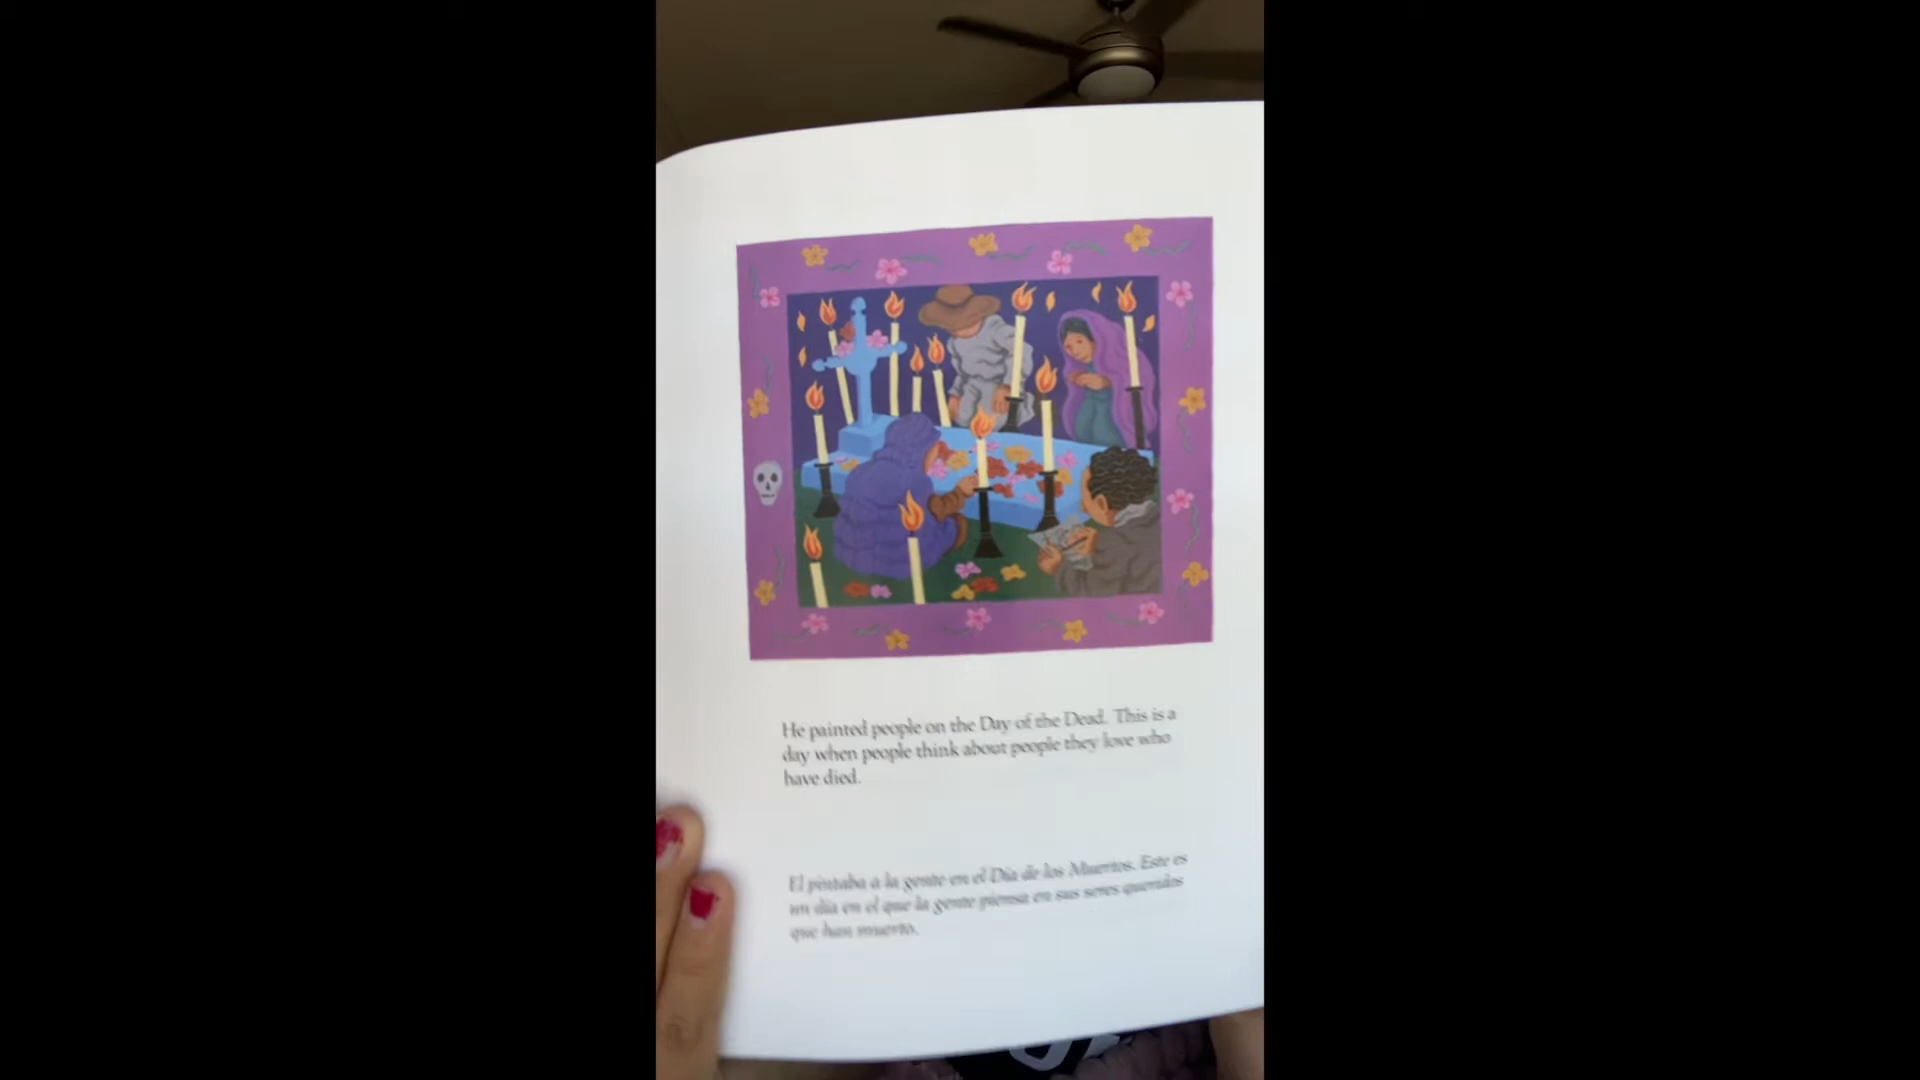 He painted people on the Day of the Dead. This is a
day when people think about people they love who
have died.
El pintaba a la gente en el Día de los Muertos. Este es
un día en el que la gente piensa en sus seres queridos
que han muerto.